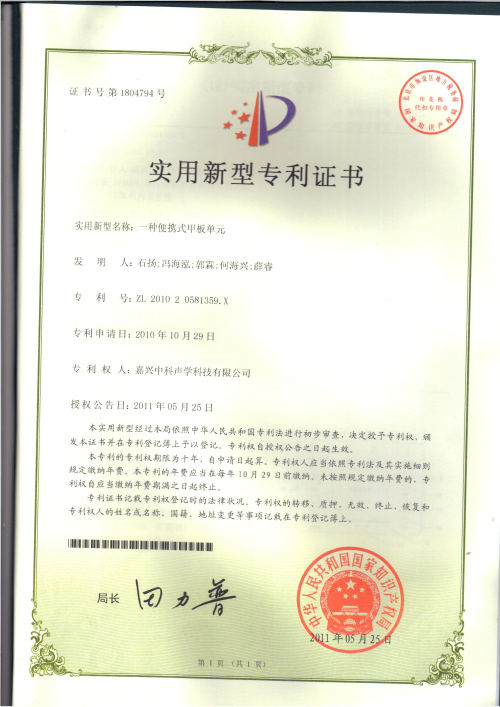 证书号第1804794号
印花税
代收专用章
实用新型专利证书
实用新型名称：一种便携式甲板单元
发明人：石扬;冯海泓;郭霖;何海兴;薛睿
专利号：ZL 2010 2 0581359.X
专利申请日：2010年10月29日
专利权人：嘉兴中科声学科技有限公司
授权公告日：2011年05月25日
本实用新型经过本局依照中华人民共和国专利法进行初步审查，决定授予专利权，颁
发本证书并在专利登记簿上予以登记。专利权自授权公告之日起生效。
本专利的专利权期限为十年，自申请日起算。专利权人应当依照专利法及其实施细则
规定缴纳年费。本专利的年费应当在每年10月29日前缴纳。未按照规定缴纳年费的，专
利权自应当缴纳年费期满之日起终止。
专利证书记载专利权登记时的法律状况。专利权的转移、质押、无效、终止、恢复和
专利权人的姓名或名称、国籍、地址变更等事项记载在专利登记簿上。
局长
田力普
中华人民共和国国家知识产权局
2011年05月25日
第1页（共1页）